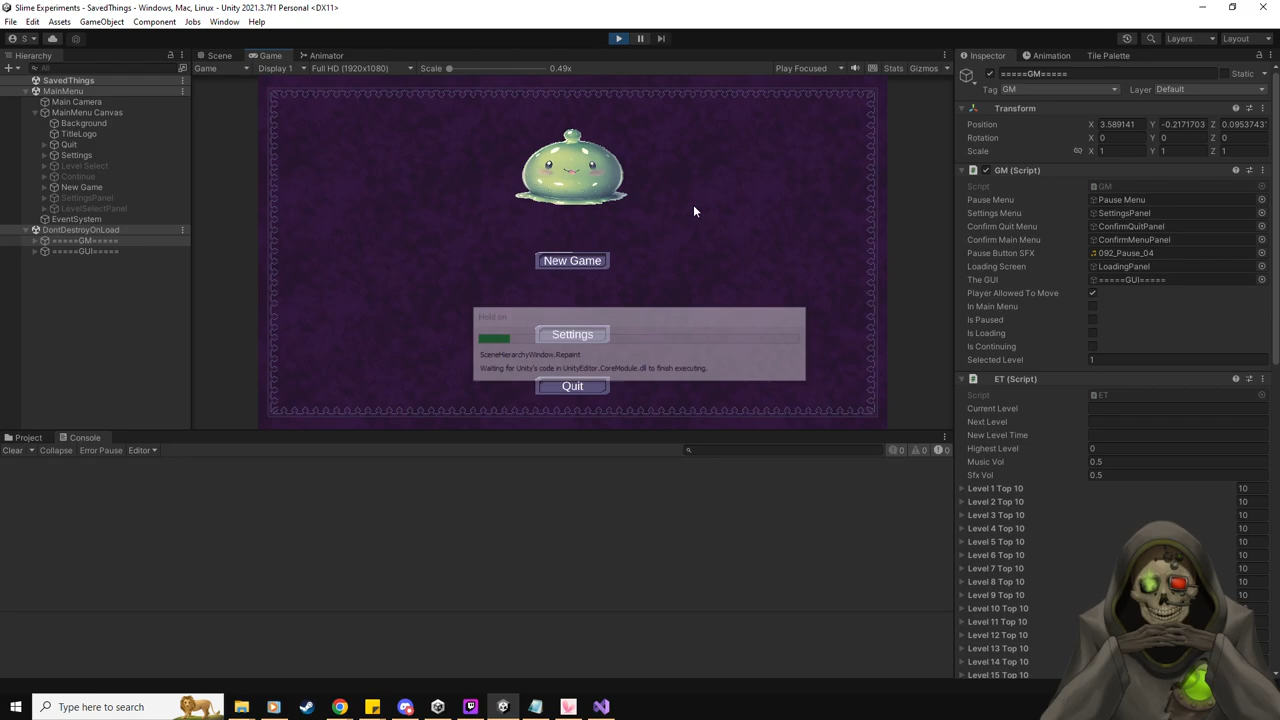 Slime Experiments - SavedThings - Windows, Mac, Linux - Unity 2021.3.7f1 Personal <DX11>
File Edit Assets GameObject Component Jobs Window Help
S Layers Layout
Hierarchy Scene Game Animator Inspector Animation Tile Palette
All Game Display 1 Full HD (1920x1080) Scale 0.49x Play Focused Stats Gizmos
=====GM===== Static
Tag GM Layer Default
SavedThings
MainMenu
Main Camera
MainMenu Canvas
Background
TitleLogo
Quit
Settings
Level Select
Continue
New Game
SettingsPanel
LevelSelectPanel
EventSystem
DontDestroyOnLoad
=====GM=====
=====GUI=====
New Game
Hold on
Settings
SceneHierarchyWindow.Repaint
Waiting for Unity's code in UnityEditor.CoreModule.dll to finish executing.
Quit
Transform
Position X 3.589141 Y -0.2171703 Z 0.0953743
Rotation X 0 Y 0 Z 0
Scale X 1 Y 1 Z 1
GM (Script)
Script GM
Pause Menu Pause Menu
Settings Menu SettingsPanel
Confirm Quit Menu ConfirmQuitPanel
Confirm Main Menu ConfirmMenuPanel
Pause Button SFX 092_Pause_04
Loading Screen LoadingPanel
The GUI =====GUI=====
Player Allowed To Move
In Main Menu
Is Paused
Is Loading
Is Continuing
Selected Level 1
ET (Script)
Script ET
Current Level
Next Level
New Level Time
Highest Level 0
Music Vol 0.5
Sfx Vol 0.5
Level 1 Top 10 10
Level 2 Top 10 10
Level 3 Top 10 10
Level 4 Top 10 10
Level 5 Top 10 10
Level 6 Top 10 10
Level 7 Top 10 10
Level 8 Top 10 10
Level 9 Top 10 10
Level 10 Top 10
Level 11 Top 10
Level 12 Top 10
Level 13 Top 10
Level 14 Top 10
Level 15 Top 10
Project Console
Clear Collapse Error Pause Editor 0 0 0
Type here to search